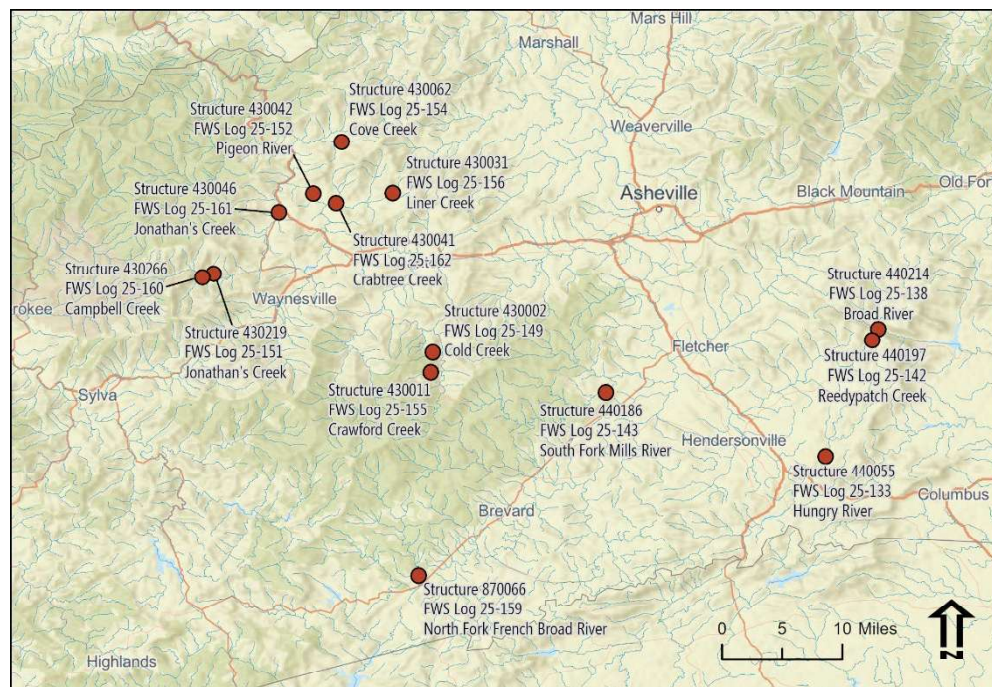 Mars Hill
Marshall
Structure 430062
FWS Log 25-154
Cove Creek
Structure 430042
FWS Log 25-152
Pigeon River
Weaverville
Structure 430031
FWS Log 25-156
Liner Creek
Structure 430046
FWS Log 25-161
Jonathan's Creek
Asheville
Black Mountain
Old For
Structure 430041
FWS Log 25-162
Crabtree Creek
Structure 430266
FWS Log 25-160
Campbell Creek
rokee
Waynesville
Structure 430219
FWS Log 25-151
Jonathan's Creek
Structure 430002
FWS Log 25-149
Cold Creek
Structure 440214
FWS Log 25-138
Broad River
Fletcher
Structure 440197
FWS Log 25-142
Reedypatch Creek
Sylva
Structure 430011
FWS Log 25-155
Crawford Creek
Structure 440186
FWS Log 25-143
South Fork Mills River
Hendersonville
Structure 440055
FWS Log 25-133
Hungry River
Columbus
Brevard
Structure 870066
FWS Log 25-159
North Fork French Broad River
Highlands
0 5 10 Miles
N